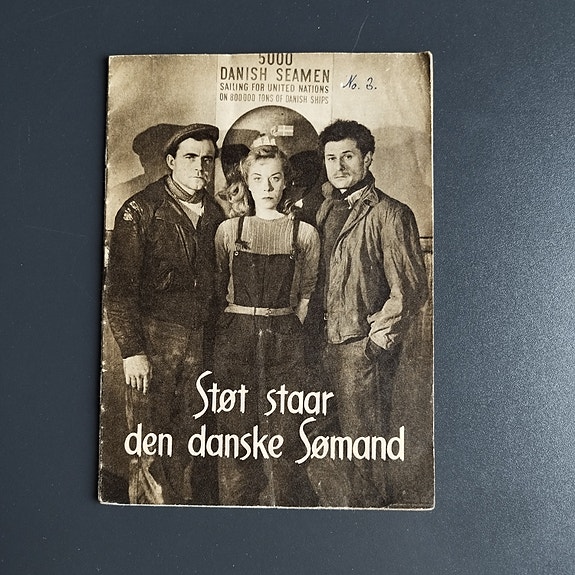 5000
DANISH SEAMEN
SAILING FOR UNITED NATIONS
ON 800000 TONS OF DANISH SHIPS
No. 3.
Støt staar
den danske Sømand